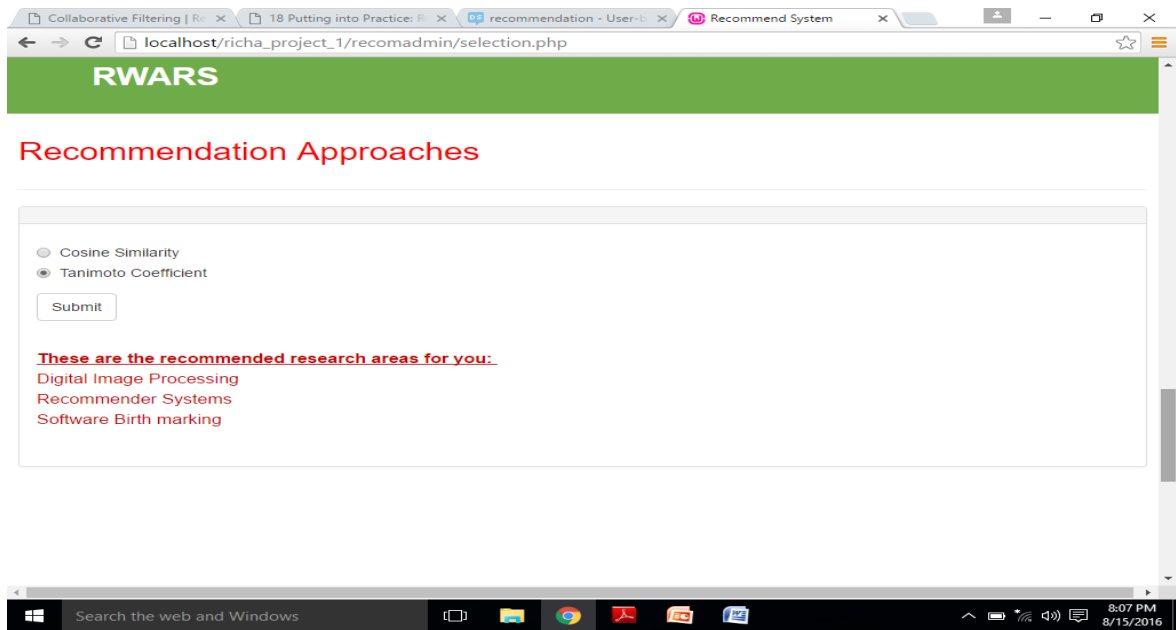 Collaborative Filtering | Re
18 Putting into Practice: R
recommendation - User-b
Recommend System
localhost/richa_project_1/recomadmin/selection.php
RWARS
Recommendation Approaches
Cosine Similarity
Tanimoto Coefficient
Submit
These are the recommended research areas for you:
Digital Image Processing
Recommender Systems
Software Birth marking
Search the web and Windows
8:07 PM
8/15/2016